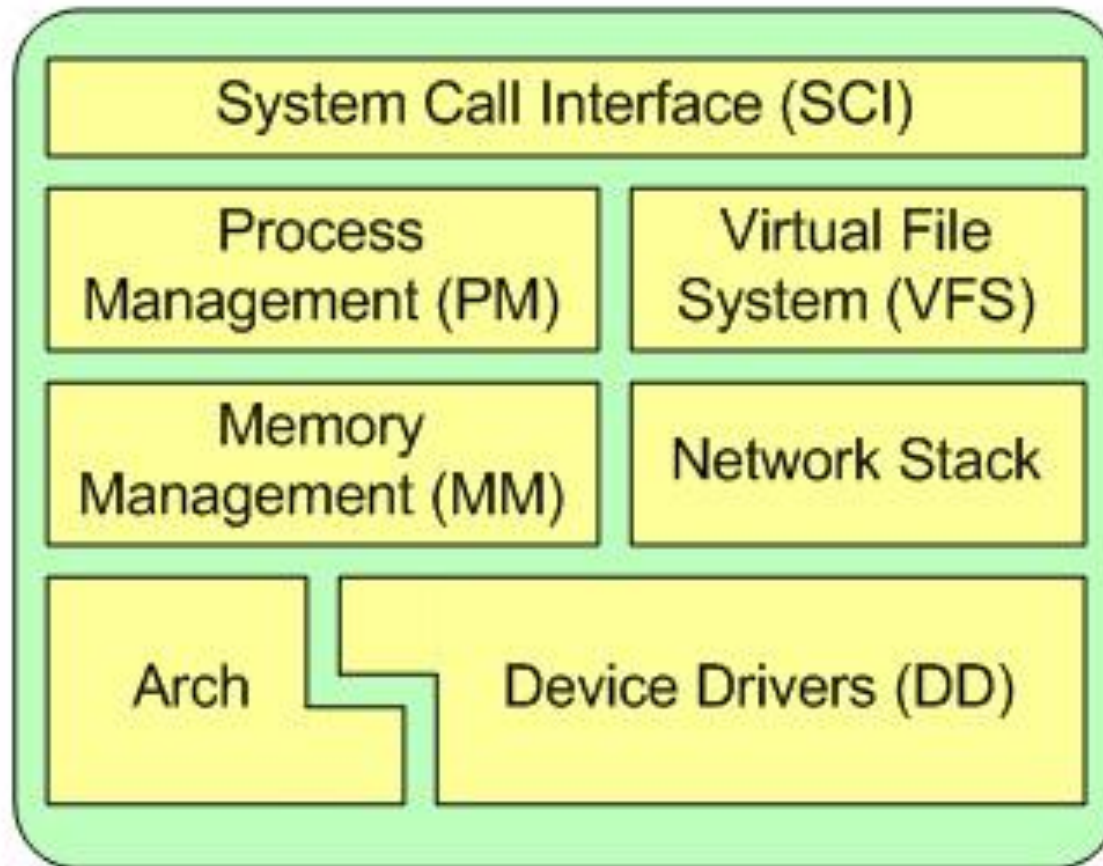 System Call Interface (SCI)
Process
Management (PM)
Virtual File
System (VFS)
Memory
Management (MM)
Network Stack
Arch
Device Drivers (DD)